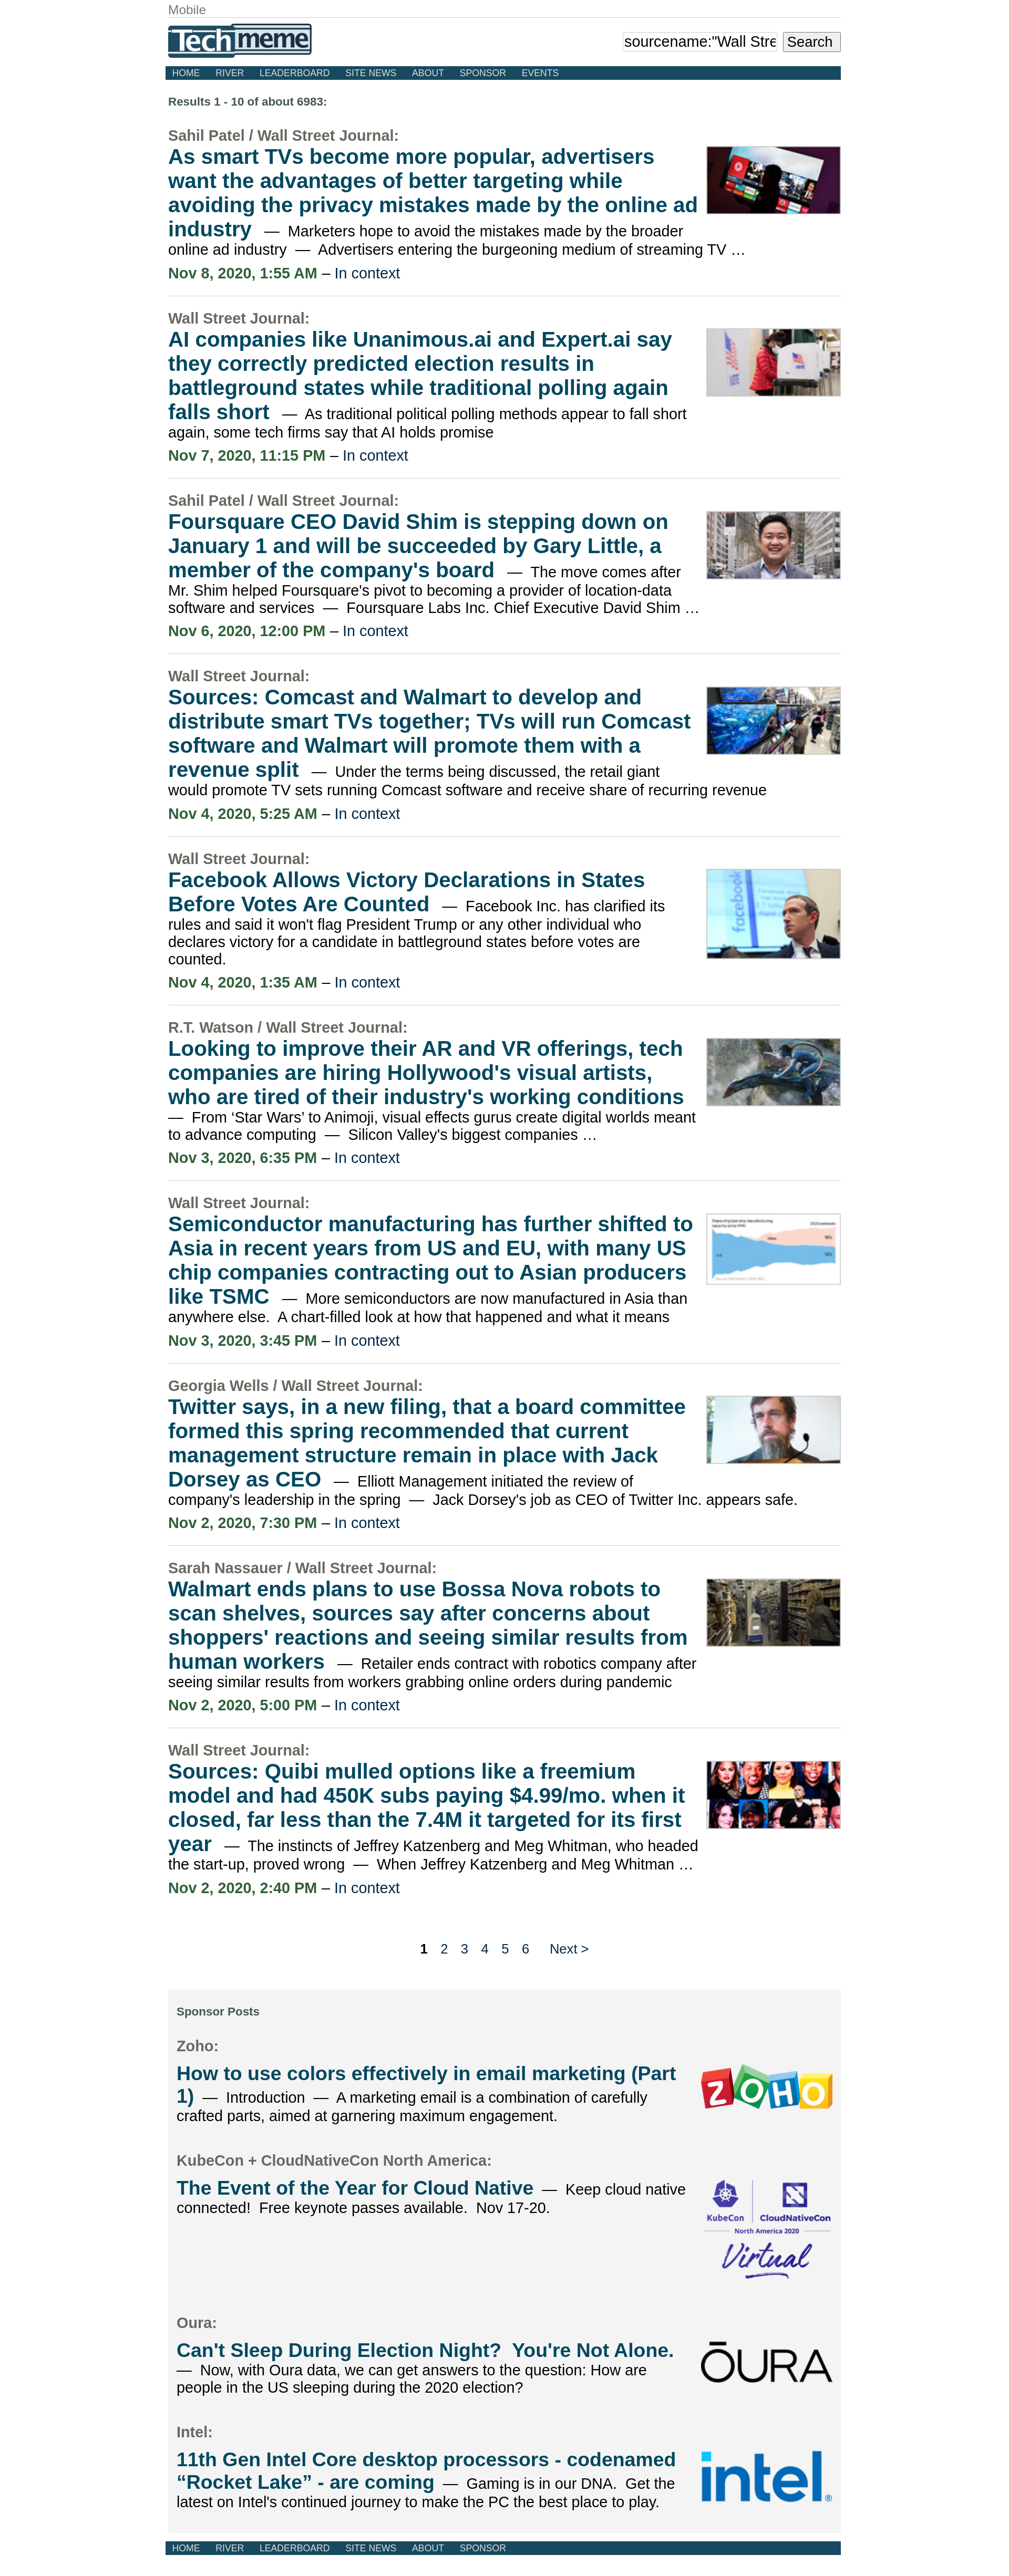 Mobile
Techmeme
sourcename:"Wall Stre
Search
HOME RIVER LEADERBOARD SITE NEWS ABOUT SPONSOR EVENTS
Results 1 - 10 of about 6983:
Sahil Patel / Wall Street Journal:
As smart TVs become more popular, advertisers
want the advantages of better targeting while
avoiding the privacy mistakes made by the online ad
industry — Marketers hope to avoid the mistakes made by the broader
online ad industry — Advertisers entering the burgeoning medium of streaming TV …
Nov 8, 2020, 1:55 AM – In context
Wall Street Journal:
AI companies like Unanimous.ai and Expert.ai say
they correctly predicted election results in
battleground states while traditional polling again
falls short — As traditional political polling methods appear to fall short
again, some tech firms say that AI holds promise
Nov 7, 2020, 11:15 PM – In context
Sahil Patel / Wall Street Journal:
Foursquare CEO David Shim is stepping down on
January 1 and will be succeeded by Gary Little, a
member of the company's board — The move comes after
Mr. Shim helped Foursquare's pivot to becoming a provider of location-data
software and services — Foursquare Labs Inc. Chief Executive David Shim …
Nov 6, 2020, 12:00 PM – In context
Wall Street Journal:
Sources: Comcast and Walmart to develop and
distribute smart TVs together; TVs will run Comcast
software and Walmart will promote them with a
revenue split — Under the terms being discussed, the retail giant
would promote TV sets running Comcast software and receive share of recurring revenue
Nov 4, 2020, 5:25 AM – In context
Wall Street Journal:
Facebook Allows Victory Declarations in States
Before Votes Are Counted — Facebook Inc. has clarified its
rules and said it won't flag President Trump or any other individual who
declares victory for a candidate in battleground states before votes are
counted.
Nov 4, 2020, 1:35 AM – In context
R.T. Watson / Wall Street Journal:
Looking to improve their AR and VR offerings, tech
companies are hiring Hollywood's visual artists,
who are tired of their industry's working conditions
— From ‘Star Wars’ to Animoji, visual effects gurus create digital worlds meant
to advance computing — Silicon Valley's biggest companies …
Nov 3, 2020, 6:35 PM – In context
Wall Street Journal:
Semiconductor manufacturing has further shifted to
Asia in recent years from US and EU, with many US
chip companies contracting out to Asian producers
like TSMC — More semiconductors are now manufactured in Asia than
anywhere else. A chart-filled look at how that happened and what it means
Nov 3, 2020, 3:45 PM – In context
Georgia Wells / Wall Street Journal:
Twitter says, in a new filing, that a board committee
formed this spring recommended that current
management structure remain in place with Jack
Dorsey as CEO — Elliott Management initiated the review of
company's leadership in the spring — Jack Dorsey's job as CEO of Twitter Inc. appears safe.
Nov 2, 2020, 7:30 PM – In context
Sarah Nassauer / Wall Street Journal:
Walmart ends plans to use Bossa Nova robots to
scan shelves, sources say after concerns about
shoppers' reactions and seeing similar results from
human workers — Retailer ends contract with robotics company after
seeing similar results from workers grabbing online orders during pandemic
Nov 2, 2020, 5:00 PM – In context
Wall Street Journal:
Sources: Quibi mulled options like a freemium
model and had 450K subs paying $4.99/mo. when it
closed, far less than the 7.4M it targeted for its first
year — The instincts of Jeffrey Katzenberg and Meg Whitman, who headed
the start-up, proved wrong — When Jeffrey Katzenberg and Meg Whitman …
Nov 2, 2020, 2:40 PM – In context
1 2 3 4 5 6 Next >
Sponsor Posts
Zoho:
How to use colors effectively in email marketing (Part
1) — Introduction — A marketing email is a combination of carefully
crafted parts, aimed at garnering maximum engagement.
ZOHO
KubeCon + CloudNativeCon North America:
The Event of the Year for Cloud Native — Keep cloud native
connected! Free keynote passes available. Nov 17-20.
KubeCon CloudNativeCon
North America 2020
Virtual
Oura:
Can't Sleep During Election Night? You're Not Alone.
— Now, with Oura data, we can get answers to the question: How are
people in the US sleeping during the 2020 election?
ŌURA
Intel:
11th Gen Intel Core desktop processors - codenamed
“Rocket Lake” - are coming — Gaming is in our DNA. Get the
latest on Intel's continued journey to make the PC the best place to play.
intel®
HOME RIVER LEADERBOARD SITE NEWS ABOUT SPONSOR